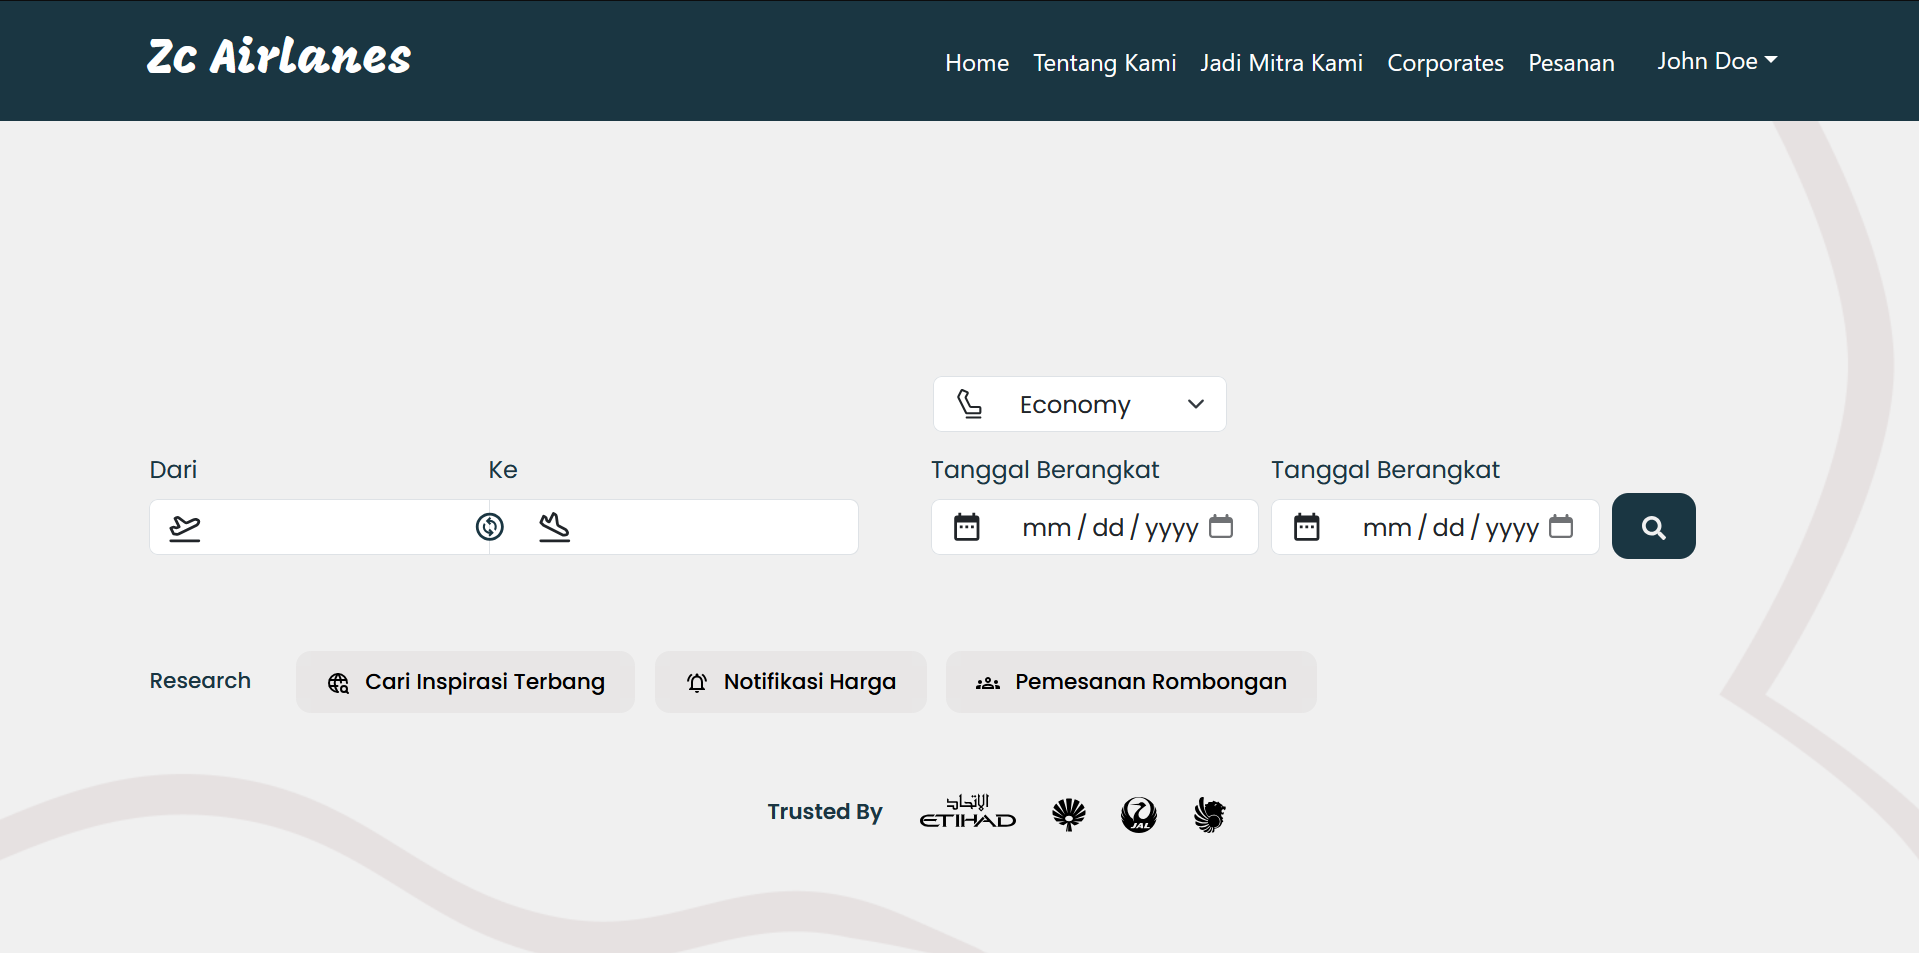 Zc Airlanes
Home Tentang Kami Jadi Mitra Kami Corporates Pesanan John Doe
Economy
Dari Ke Tanggal Berangkat Tanggal Berangkat
mm/dd/yyyy mm/dd/yyyy
Research Cari Inspirasi Terbang Notifikasi Harga Pemesanan Rombongan
Trusted By الإتحاد ETIHAD JAL